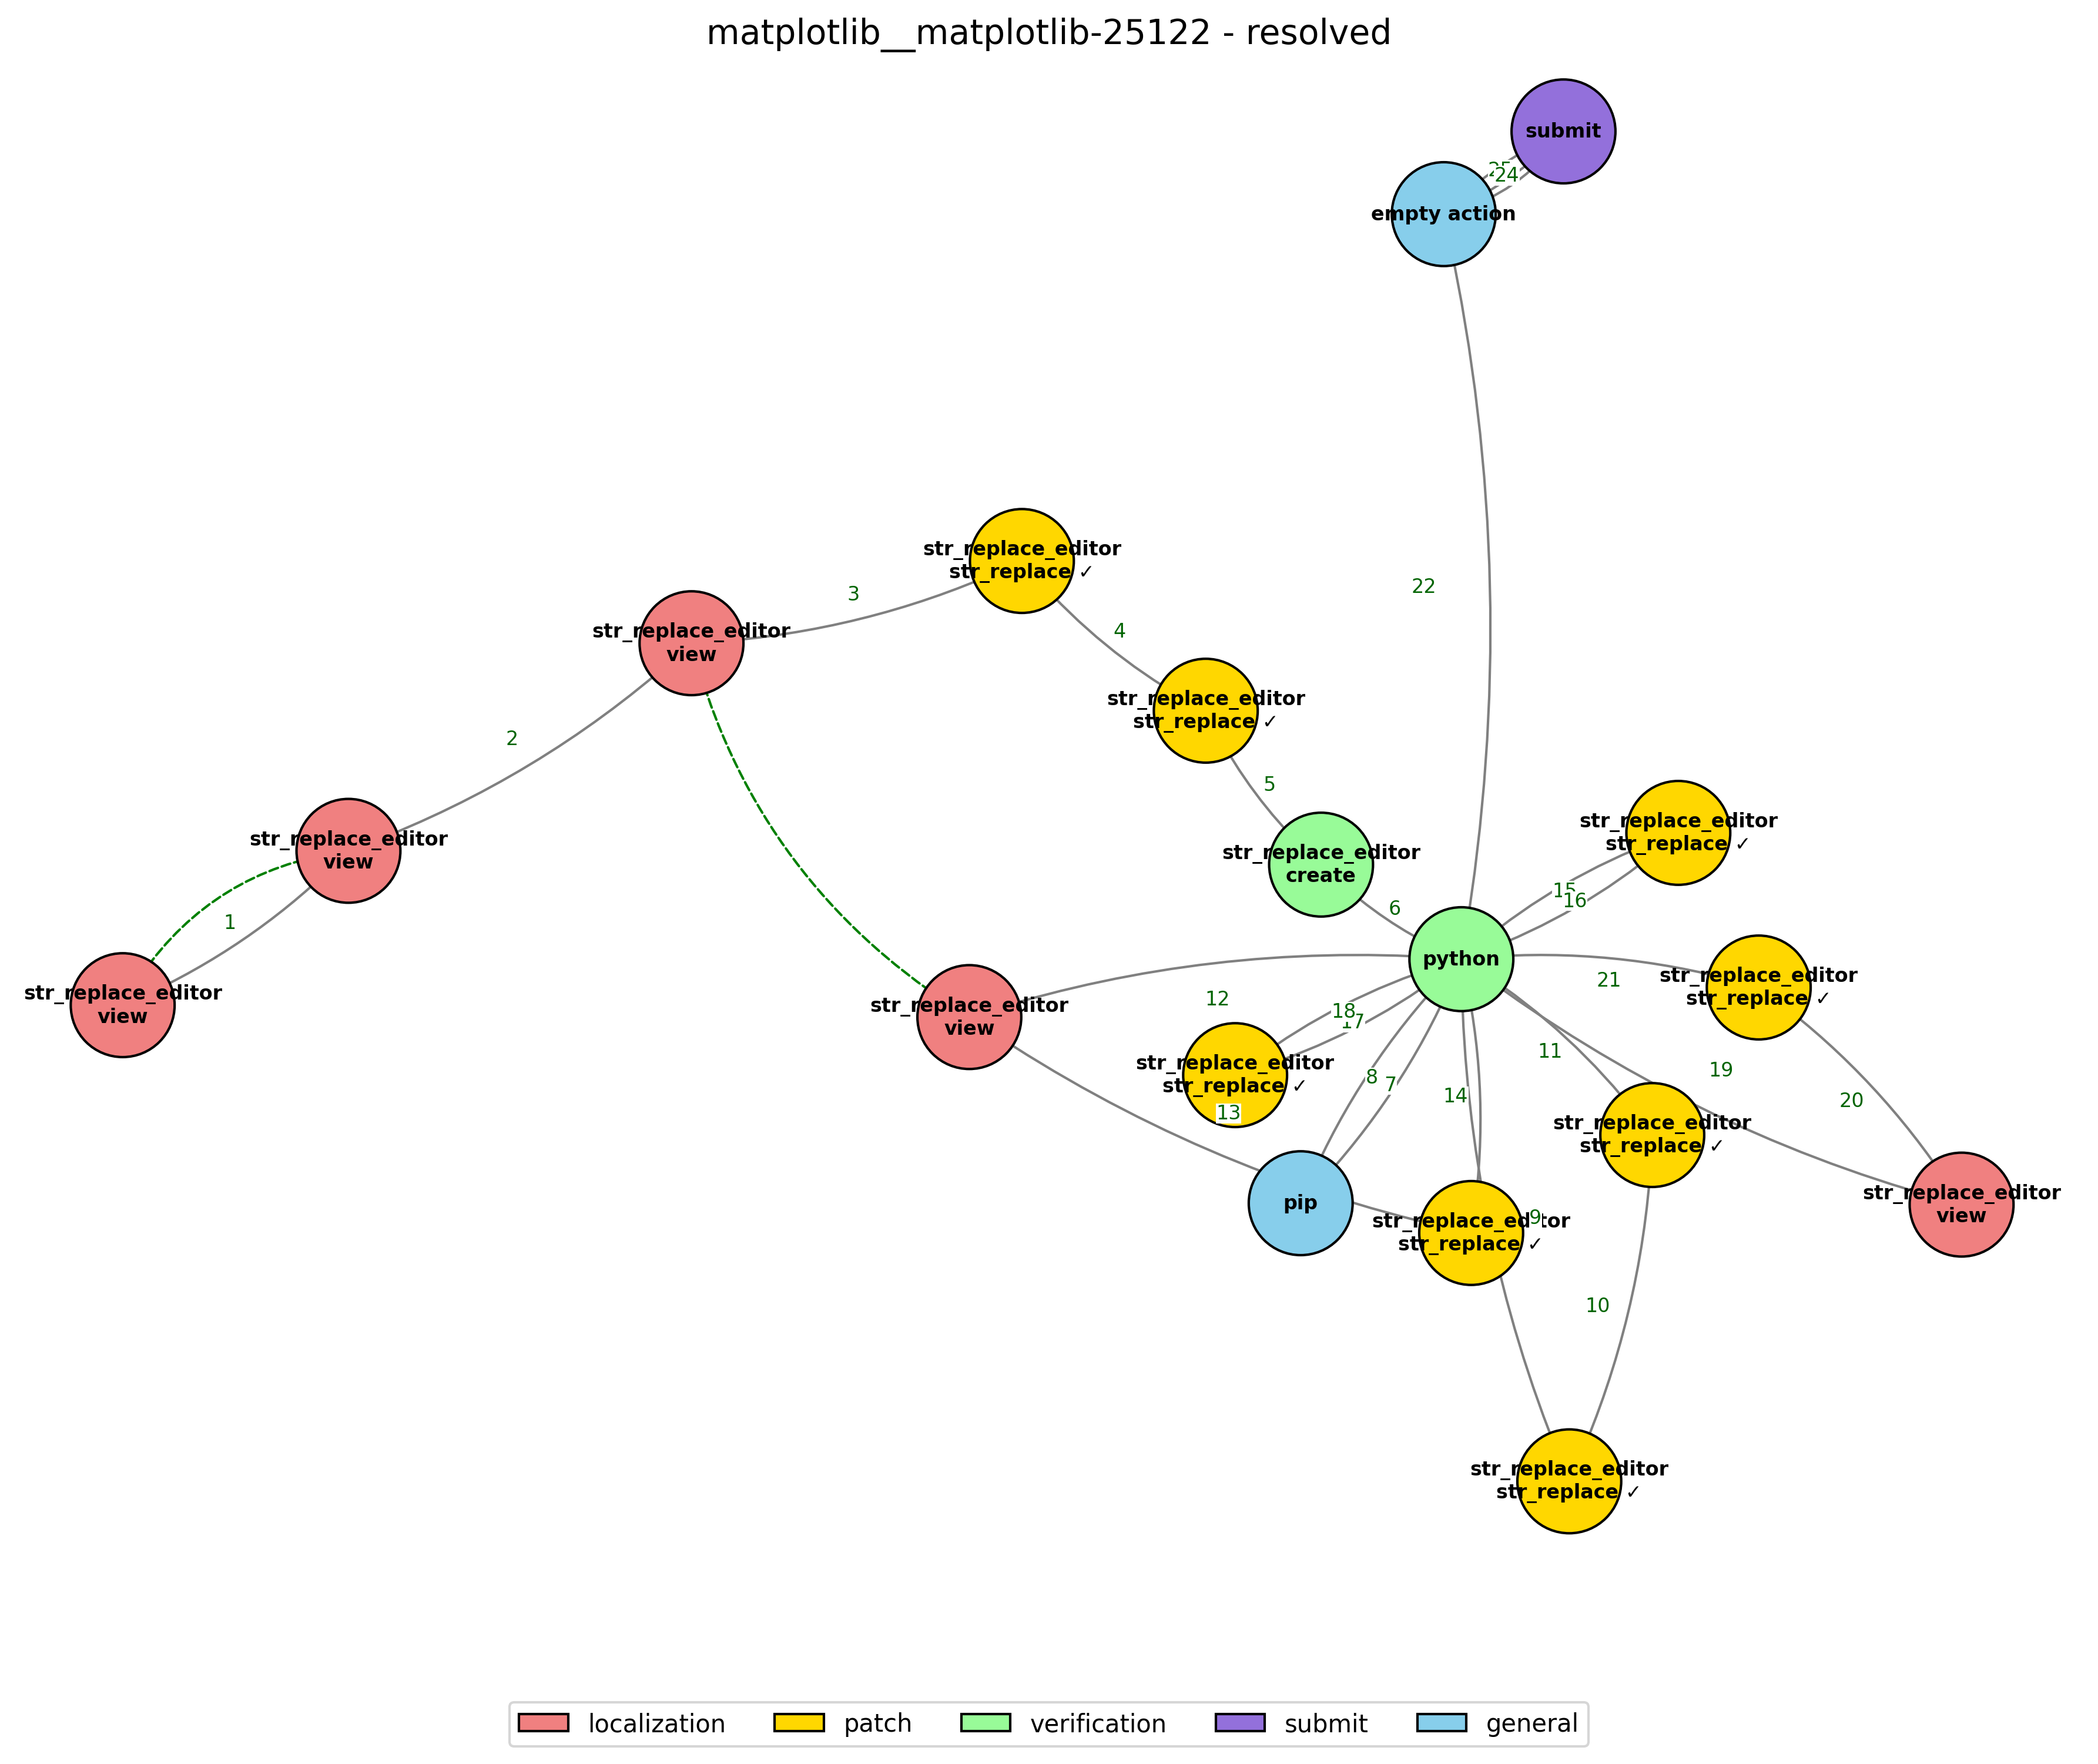 matplotlib__matplotlib-25122 - resolved
submit
24
empty action
22
str_replace_editor
str_replace ✓
3
str_replace_editor
view
4
str_replace_editor
str_replace ✓
2
5
str_replace_editor
str_replace ✓
str_replace_editor
view
str_replace_editor
create
15
16
6
1
python
str_replace_editor
view
str_replace_editor
view
21
str_replace_editor
str_replace ✓
12
18
17
11
19
20
str_replace_editor
str_replace ✓
8
7
14
13
str_replace_editor
str_replace ✓
pip
str_replace_editor
str_replace ✓
9
str_replace_editor
view
10
str_replace_editor
str_replace ✓
localization
patch
verification
submit
general